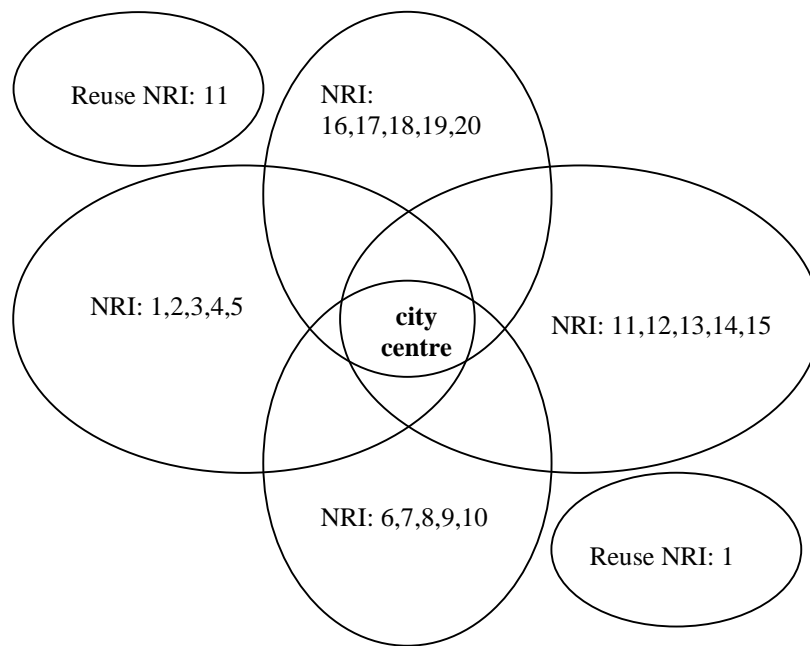 Reuse NRI: 11
NRI:
16,17,18,19,20
NRI: 1,2,3,4,5
city
centre
NRI: 11,12,13,14,15
NRI: 6,7,8,9,10
Reuse NRI: 1